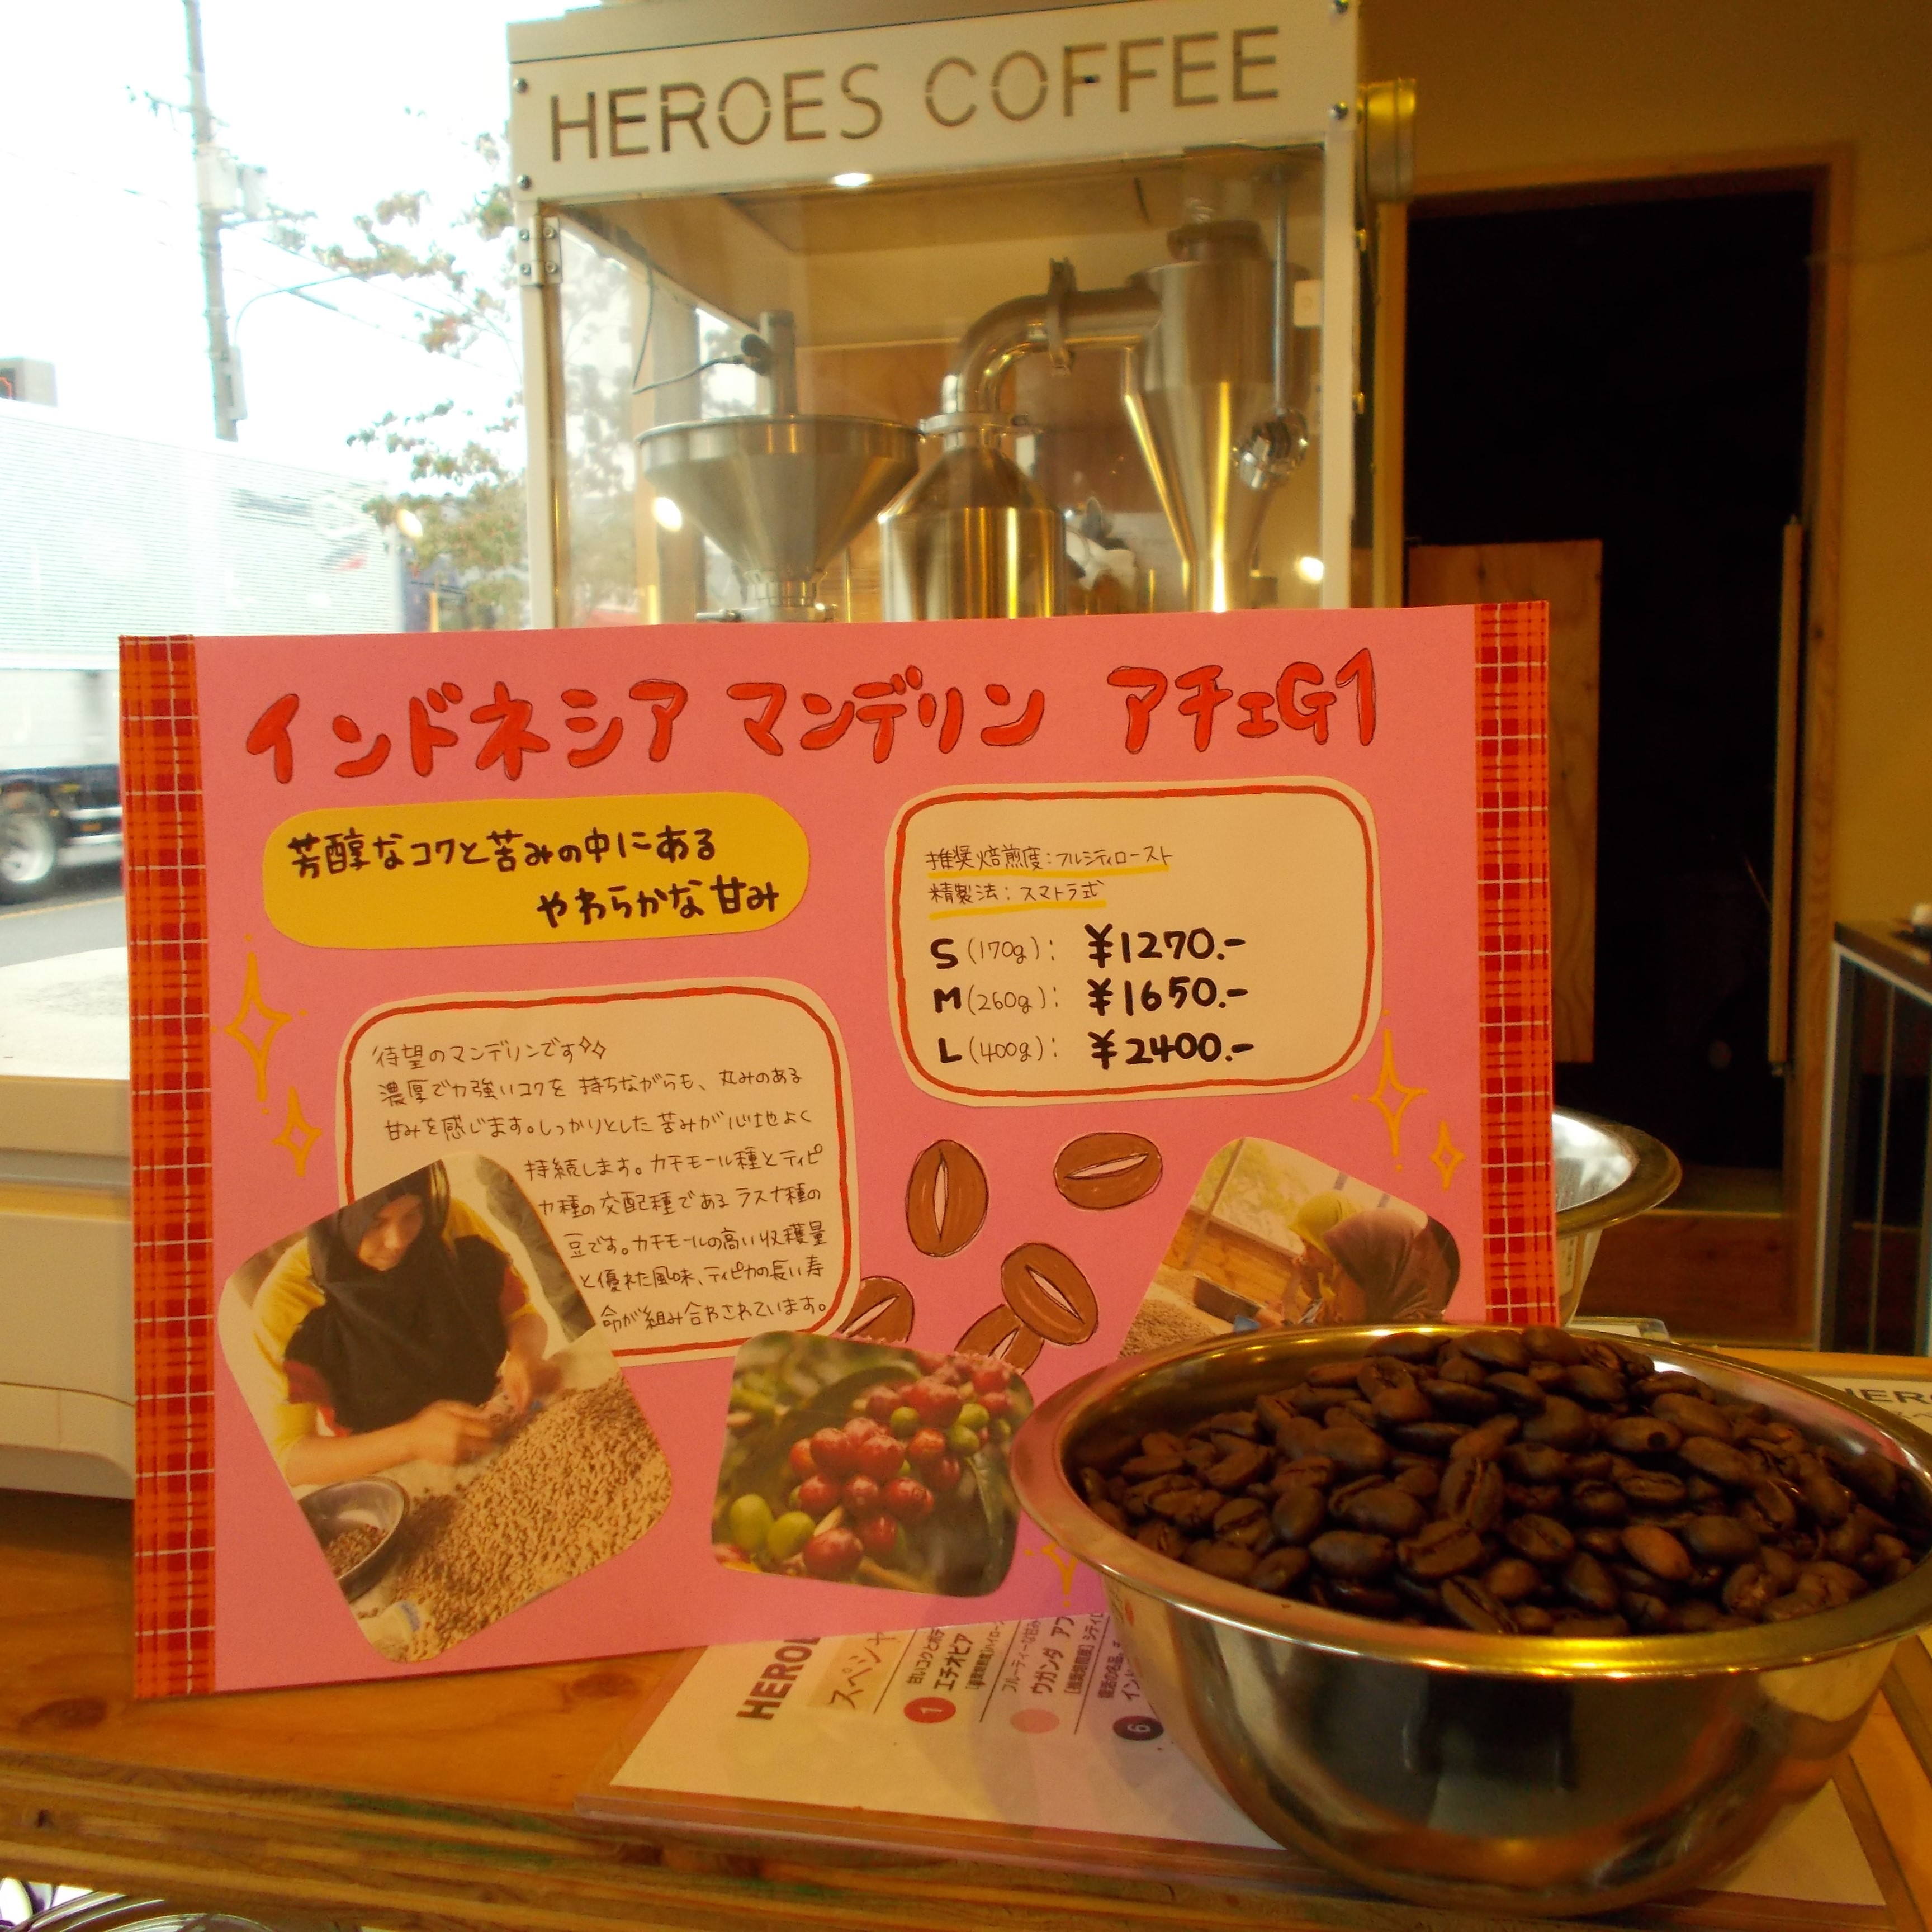 HEROES COFFEE
インドネシア マンデリン アチェG1
芳醇なコクと苦みの中にある
やわらかな甘み
推奨焙煎度:フルシティロースト
精製法:スマトラ式
S(170g): ¥1270.-
M(260g): ¥1650.-
L(400g): ¥2400.-
待望のマンデリンです
濃厚で力強いコクを 持ちながらも、丸みのある
甘みを感じます。しっかりとした苦みが心地よく
持続します。カチモール種とティピ
カ種の交配種であるラスナ種の
豆です。カチモールの高い収穫量
と優れた風味、ティピカの長い寿
命が組み合わされています。
スペシャ
1
エチオピア
ウガンダ アフ
6